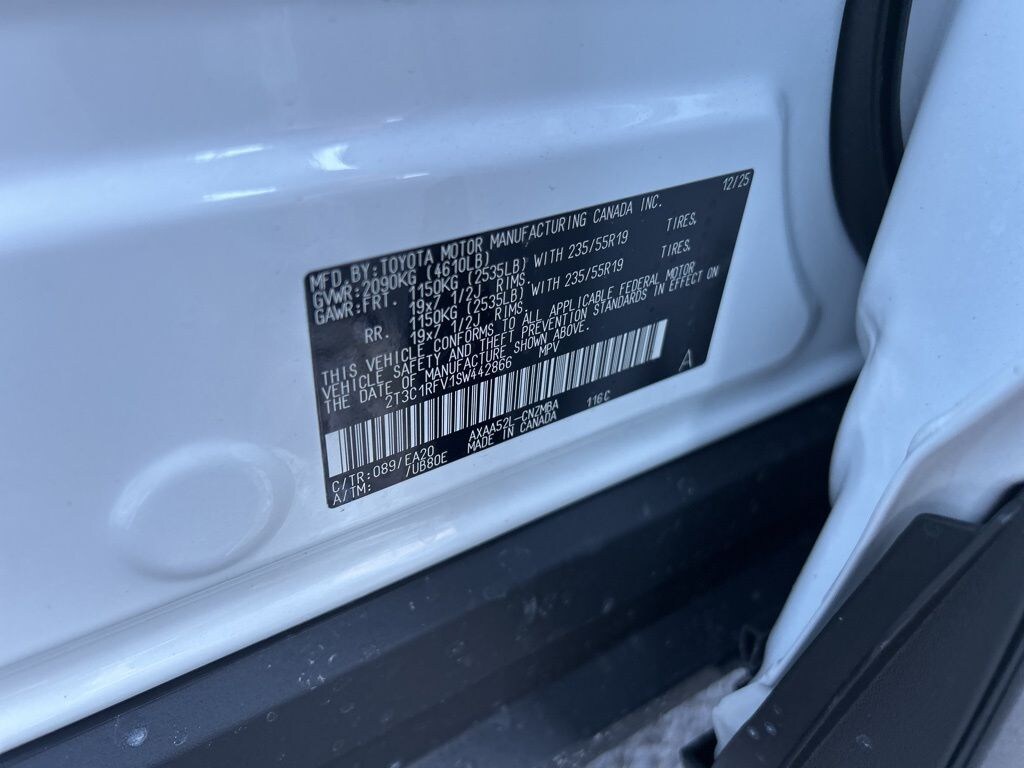 12/25
MFD. BY: TOYOTA MOTOR MANUFACTURING CANADA INC.
GVWR: 2090KG (4610LB)
GAWR: FRT. 1150KG (2535LB) WITH 235/55R19 TIRES,
19x7 1/2J RIMS,
RR. 1150KG (2535LB) WITH 235/55R19 TIRES,
19x7 1/2J RIMS.
THIS VEHICLE CONFORMS TO ALL APPLICABLE FEDERAL MOTOR
VEHICLE SAFETY AND THEFT PREVENTION STANDARDS IN EFFECT ON
THE DATE OF MANUFACTURE SHOWN ABOVE.
2T3C1RFV1SW442866 MPV
A
C/TR: 089/EA20 AXAA52L-CNZMBA 116C
A/TM: /UB80E MADE IN CANADA